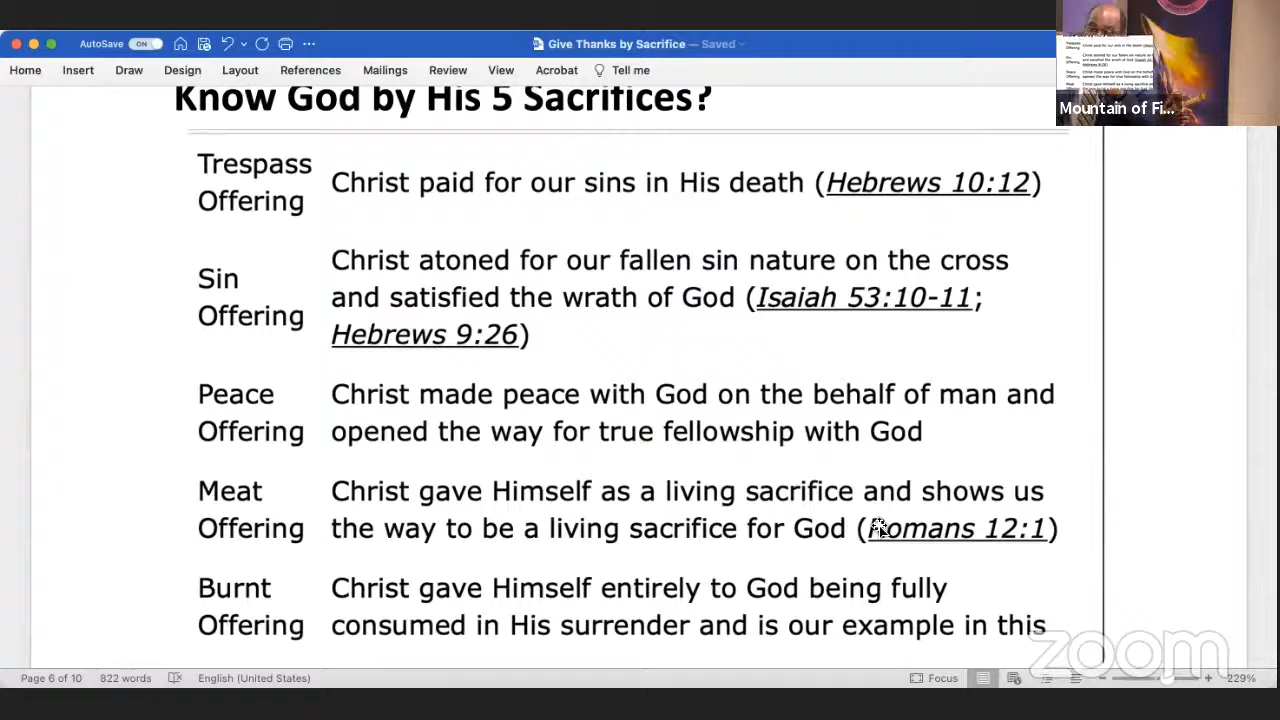 AutoSave ON ... Give Thanks by Sacrifice — Saved
Home Insert Draw Design Layout References Mailings Review View Acrobat Tell me
Know God by His 5 Sacrifices?
Trespass
Offering
Christ paid for our sins in His death (Hebrews 10:12)
Sin
Offering
Christ atoned for our fallen sin nature on the cross
and satisfied the wrath of God (Isaiah 53:10-11;
Hebrews 9:26)
Peace
Offering
Christ made peace with God on the behalf of man and
opened the way for true fellowship with God
Meat
Offering
Christ gave Himself as a living sacrifice and shows us
the way to be a living sacrifice for God (Romans 12:1)
Burnt
Offering
Christ gave Himself entirely to God being fully
consumed in His surrender and is our example in this
Mountain of Fi...
zoom
Page 6 of 10 822 words English (United States) Focus 229%